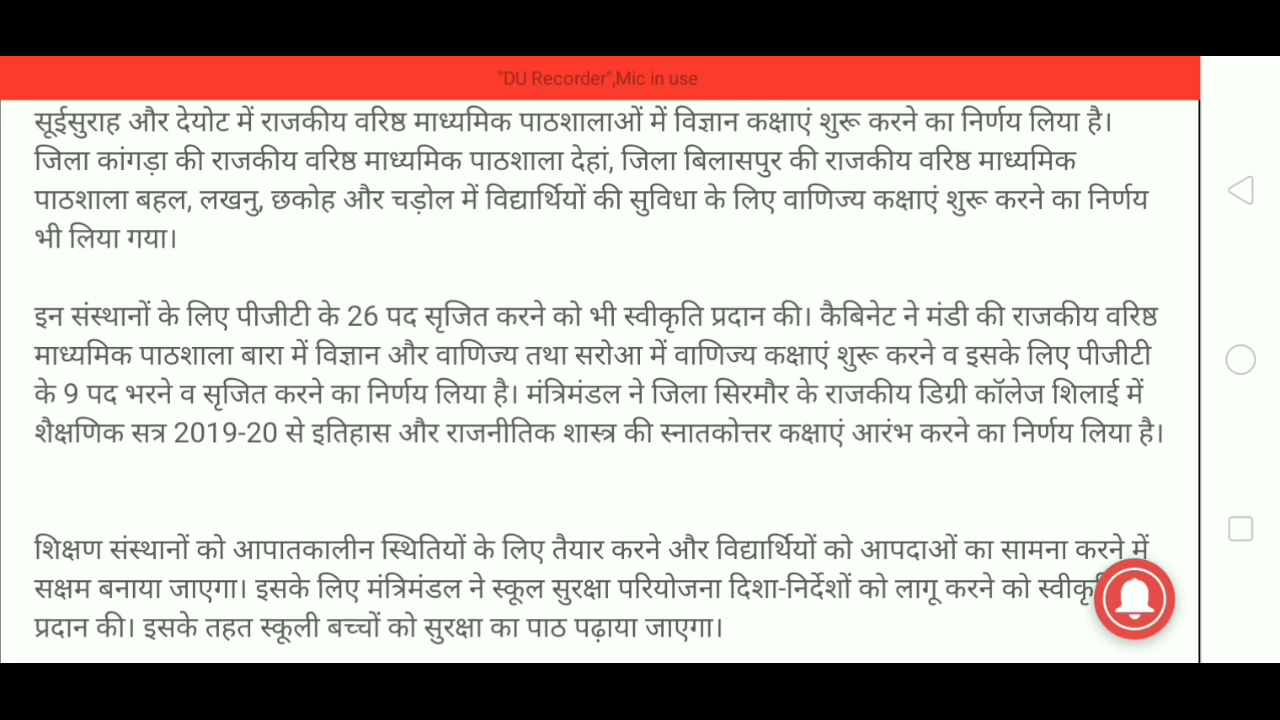 "DU Recorder",Mic in use
सूईसुराह और देयोट में राजकीय वरिष्ठ माध्यमिक पाठशालाओं में विज्ञान कक्षाएं शुरू करने का निर्णय लिया है।
जिला कांगड़ा की राजकीय वरिष्ठ माध्यमिक पाठशाला देहां, जिला बिलासपुर की राजकीय वरिष्ठ माध्यमिक
पाठशाला बहल, लखनु, छकोह और चड़ोल में विद्यार्थियों की सुविधा के लिए वाणिज्य कक्षाएं शुरू करने का निर्णय
भी लिया गया।
इन संस्थानों के लिए पीजीटी के 26 पद सृजित करने को भी स्वीकृति प्रदान की। कैबिनेट ने मंडी की राजकीय वरिष्ठ
माध्यमिक पाठशाला बारा में विज्ञान और वाणिज्य तथा सरोआ में वाणिज्य कक्षाएं शुरू करने व इसके लिए पीजीटी
के 9 पद भरने व सृजित करने का निर्णय लिया है। मंत्रिमंडल ने जिला सिरमौर के राजकीय डिग्री कॉलेज शिलाई में
शैक्षणिक सत्र 2019-20 से इतिहास और राजनीतिक शास्त्र की स्नातकोत्तर कक्षाएं आरंभ करने का निर्णय लिया है।
शिक्षण संस्थानों को आपातकालीन स्थितियों के लिए तैयार करने और विद्यार्थियों को आपदाओं का सामना करने में
सक्षम बनाया जाएगा। इसके लिए मंत्रिमंडल ने स्कूल सुरक्षा परियोजना दिशा-निर्देशों को लागू करने को
प्रदान की। इसके तहत स्कूली बच्चों को सुरक्षा का पाठ पढ़ाया जाएगा।